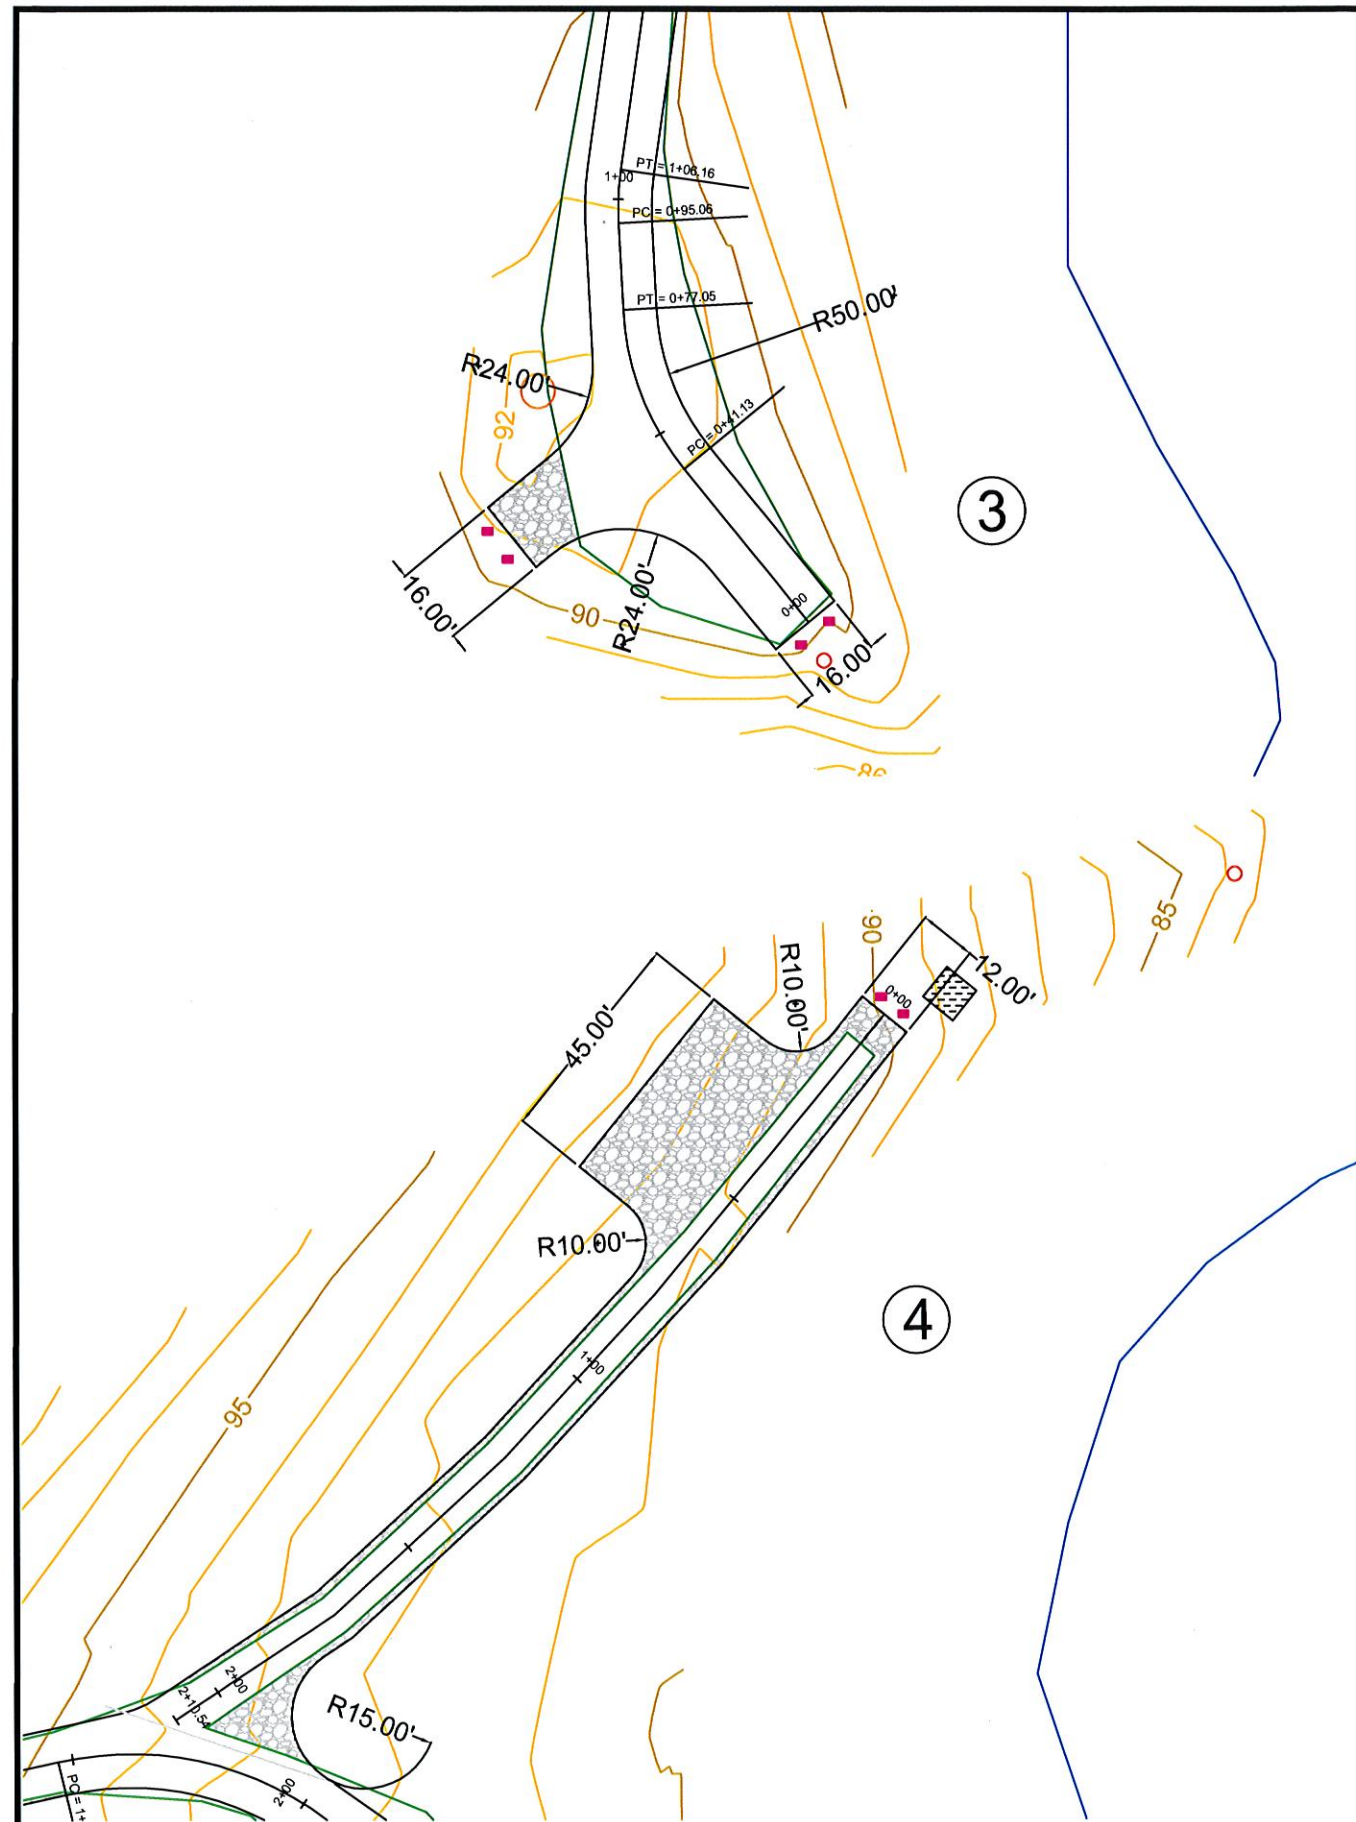 PT = 1+06.16
1+00
PC = 0+95.06
PT = 0+77.05
R50.00'
R24.00'
92
PC = 0+41.13
3
16.00'
90
R24.00'
0+00
16.00'
86
85
90
R10.00'
0+00
12.00'
45.00'
R10.00'
4
1+00
95
2+00
2+10.54
R15.00'
PC = 1+
2+00